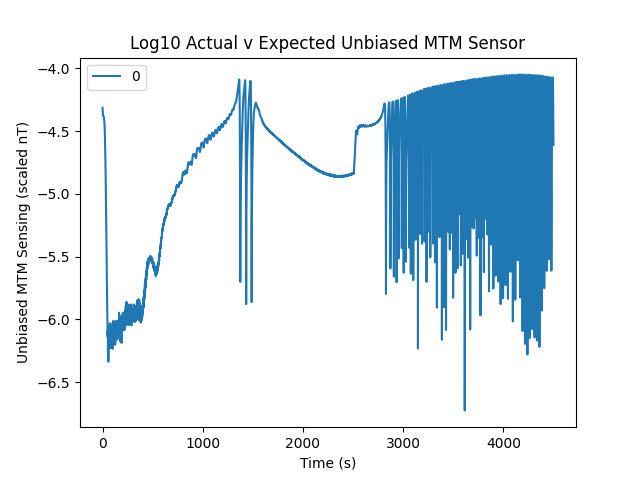 Log10 Actual v Expected Unbiased MTM Sensor
0
Unbiased MTM Sensing (scaled nT)
−4.0
−4.5
−5.0
−5.5
−6.0
−6.5
0 1000 2000 3000 4000
Time (s)